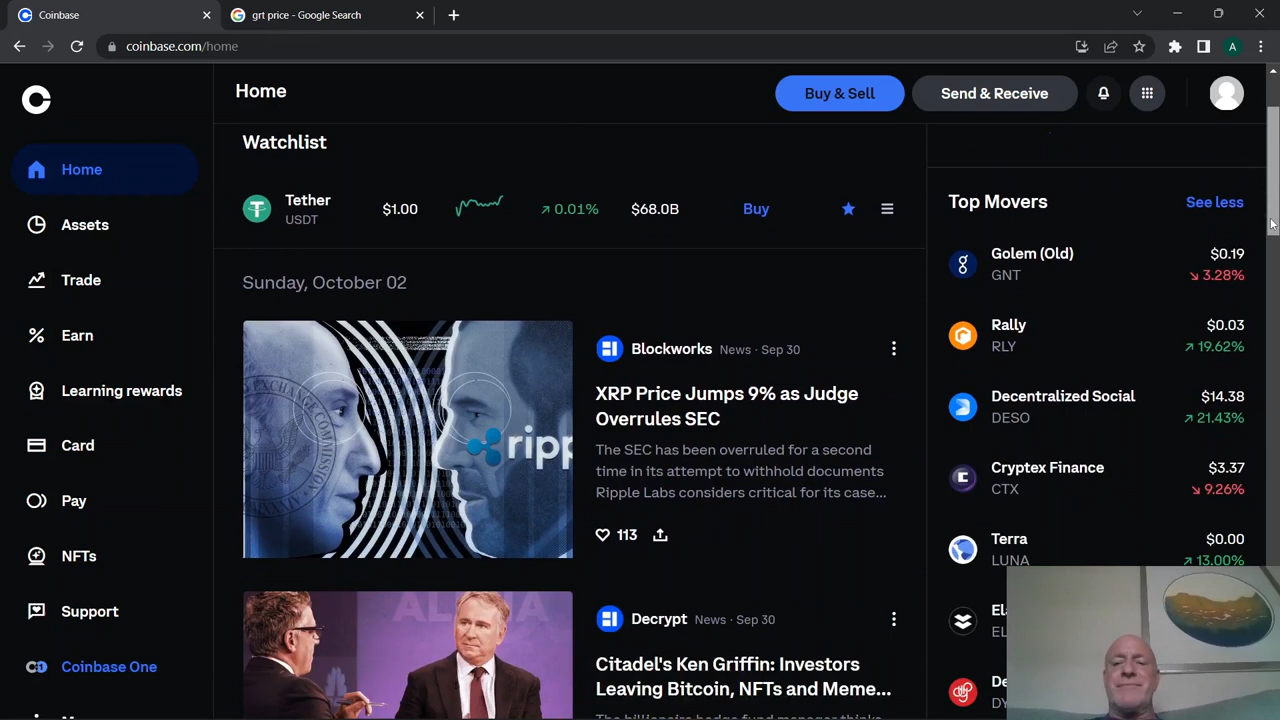 Coinbase
grt price - Google Search
coinbase.com/home
A
Home
Buy & Sell
Send & Receive
Home
Assets
Trade
Earn
Learning rewards
Card
Pay
NFTs
Support
Coinbase One
Watchlist
Tether
USDT
$1.00
0.01%
$68.0B
Buy
Sunday, October 02
ripp
Blockworks News · Sep 30
XRP Price Jumps 9% as Judge
Overrules SEC
The SEC has been overruled for a second
time in its attempt to withhold documents
Ripple Labs considers critical for its case...
113
Decrypt News · Sep 30
Citadel's Ken Griffin: Investors
Leaving Bitcoin, NFTs and Meme...
Top Movers
See less
Golem (Old)
$0.19
GNT
3.28%
Rally
$0.03
RLY
19.62%
Decentralized Social
$14.38
DESO
21.43%
Cryptex Finance
$3.37
CTX
9.26%
Terra
$0.00
LUNA
13.00%